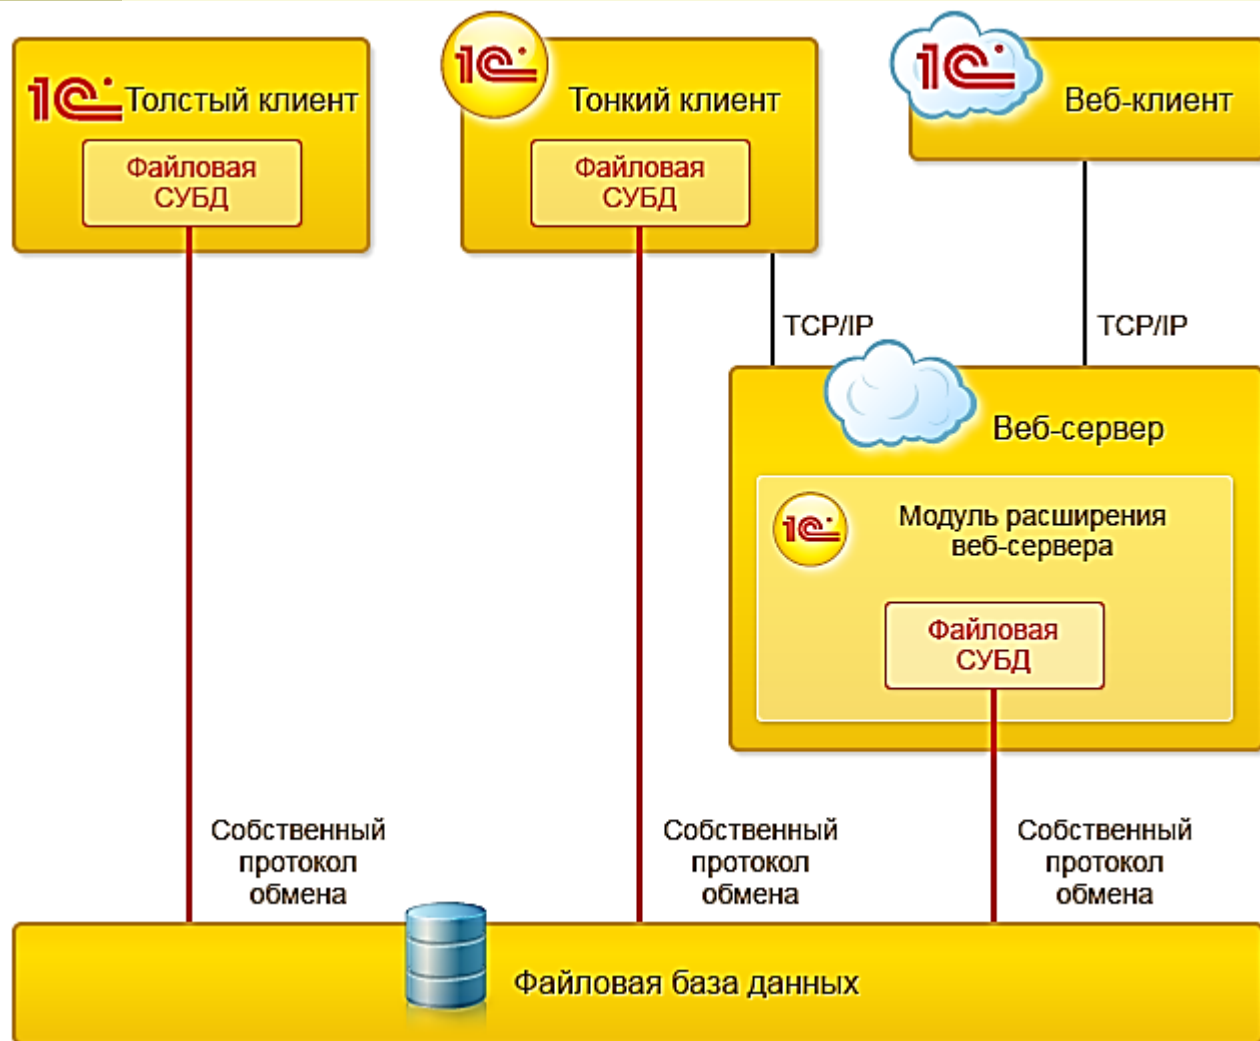 1С Толстый клиент
Файловая
СУБД
1С
Тонкий клиент
Файловая
СУБД
1С
Веб-клиент
TCP/IP
TCP/IP
Веб-сервер
1С
Модуль расширения
веб-сервера
Файловая
СУБД
Собственный
протокол
обмена
Собственный
протокол
обмена
Собственный
протокол
обмена
Файловая база данных